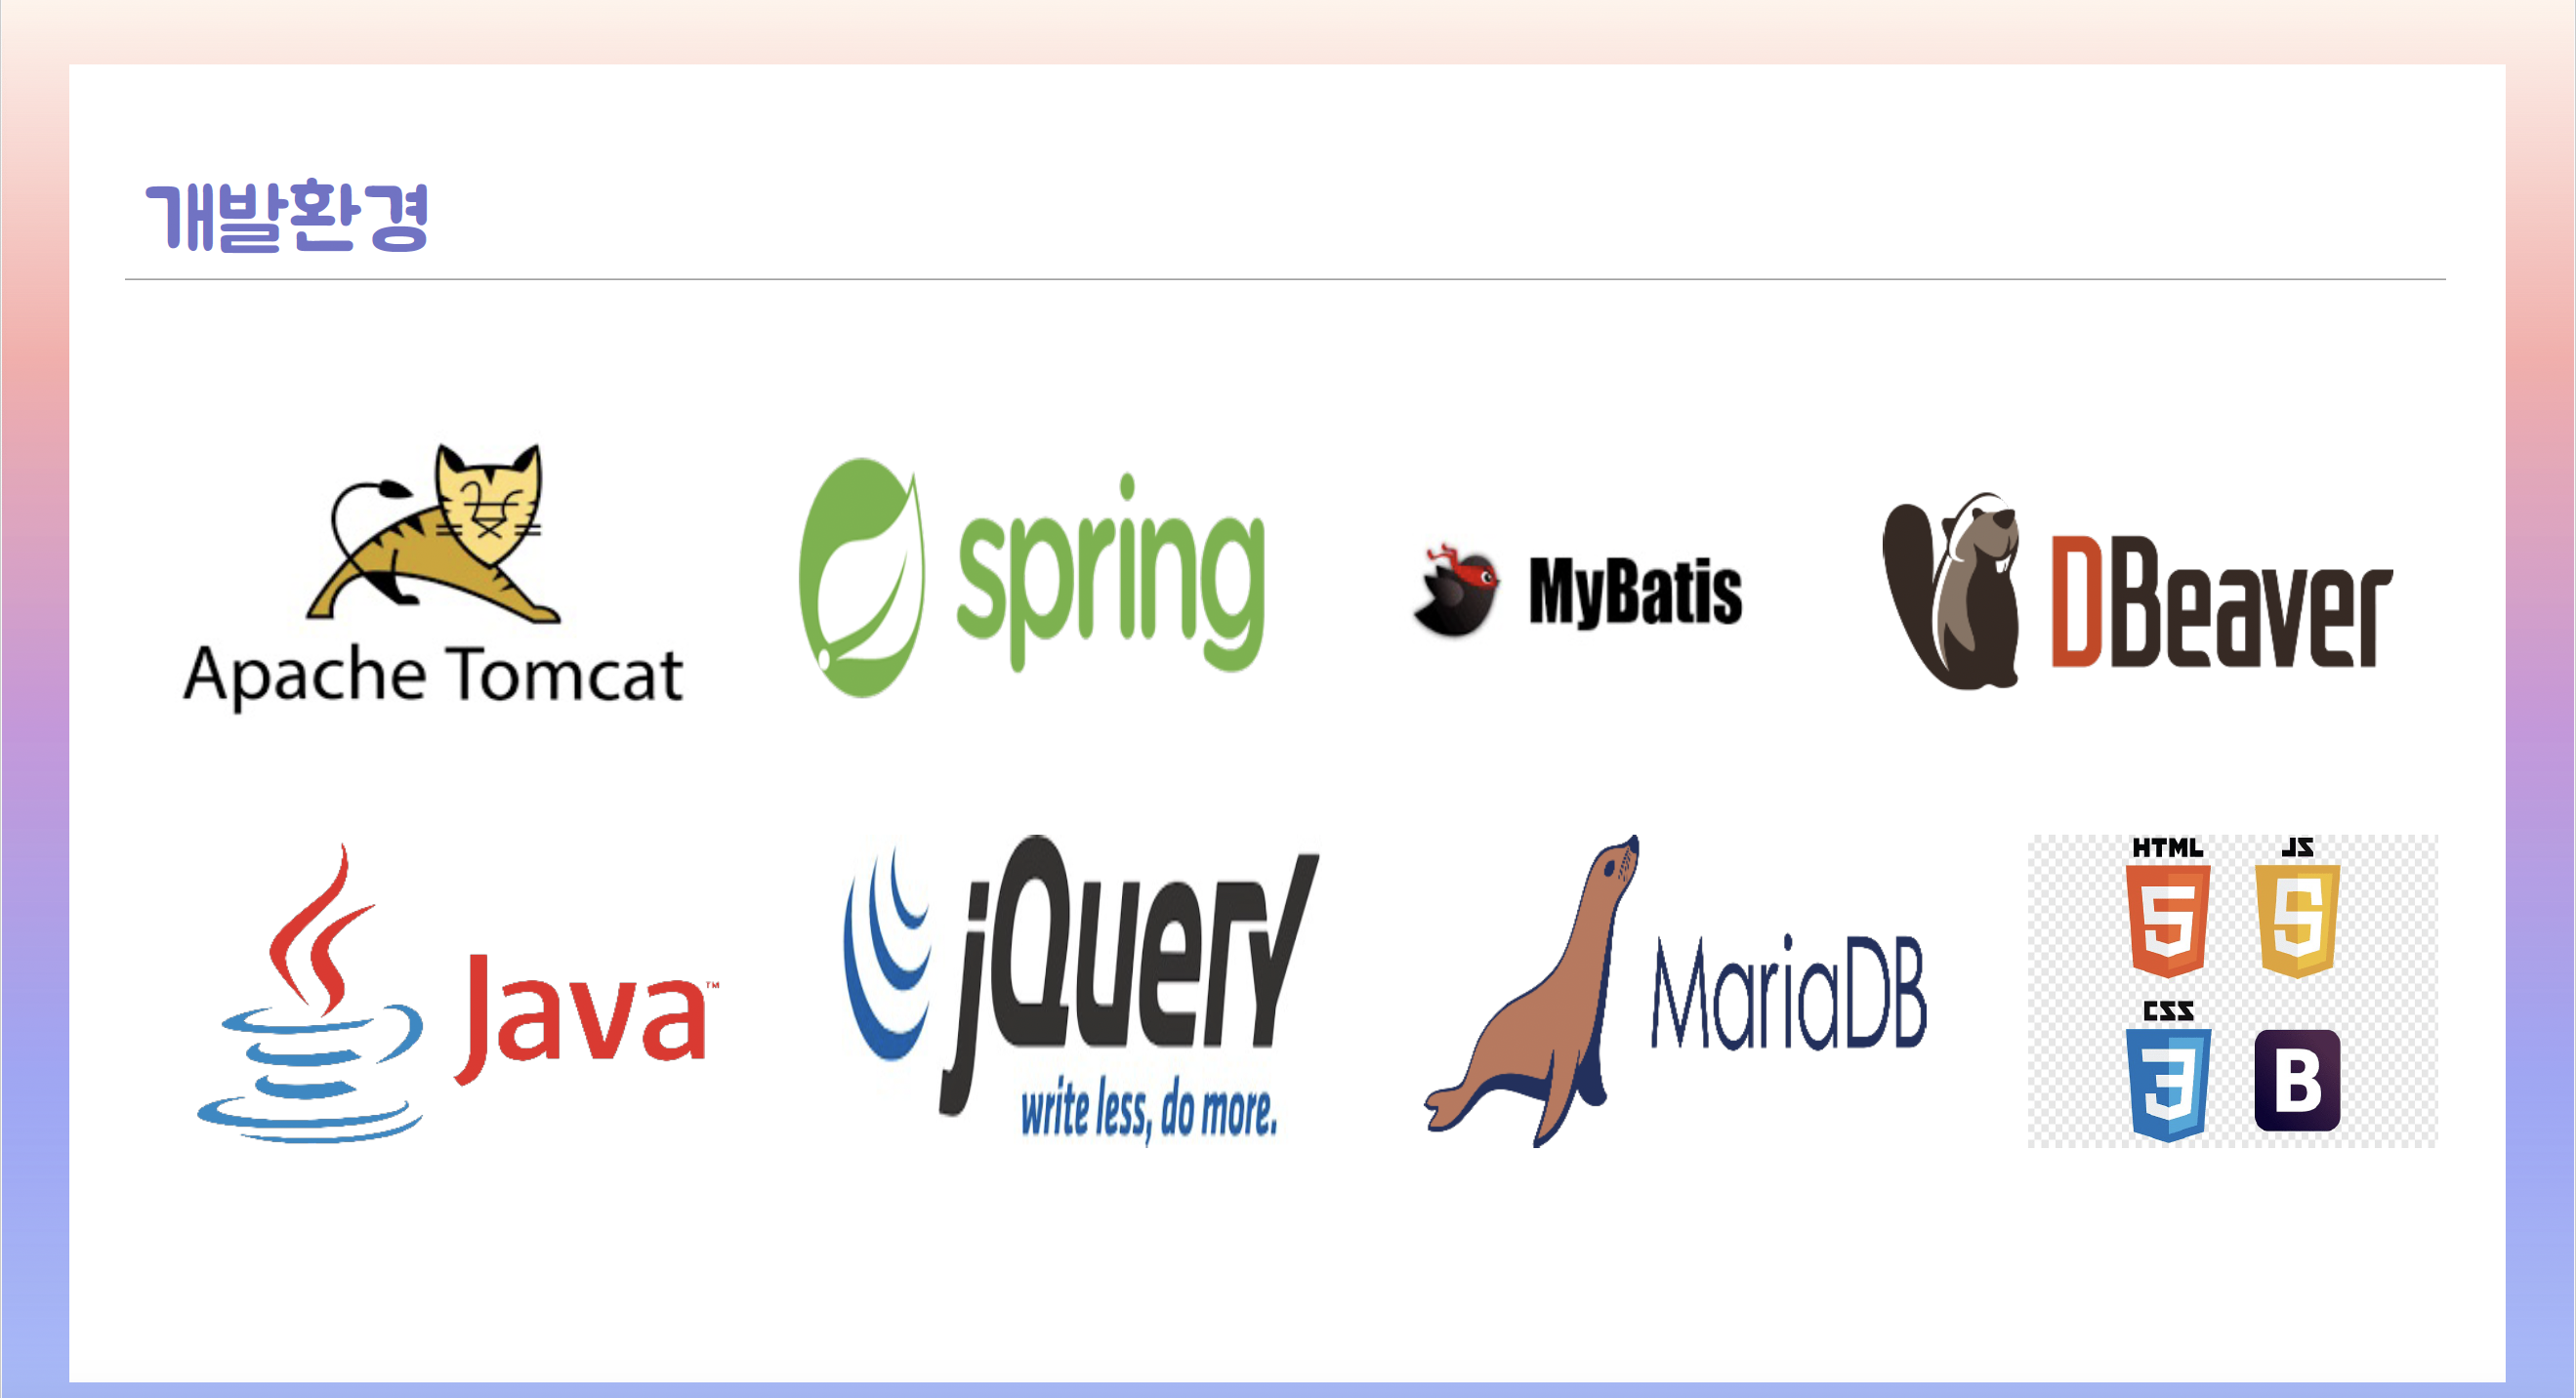 개발환경
Apache Tomcat
spring
MyBatis
DBeaver
Java™
jQuery
write less, do more.
MariaDB
HTML JS
5 5
CSS
3 B